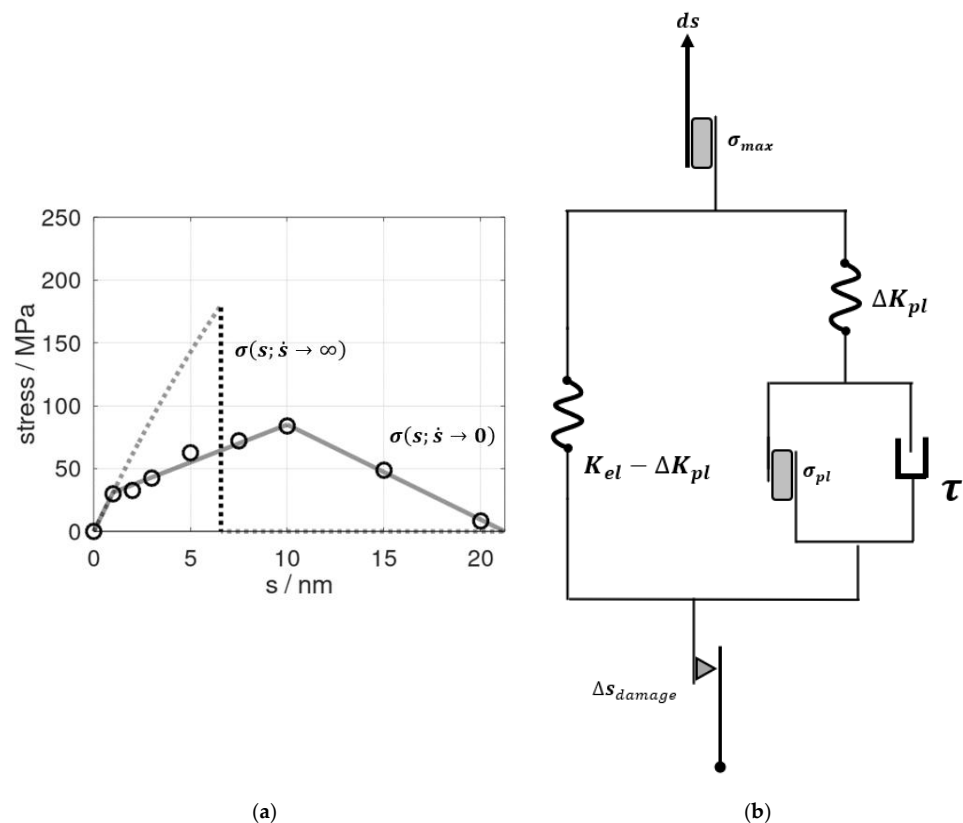 250
200
150
100
50
0
stress / MPa
0 5 10 15 20
s / nm
σ(s; ṡ → ∞)
σ(s; ṡ → 0)
(a)
ds
σmax
ΔKpl
Kel − ΔKpl
σpl
τ
Δsdamage
(b)